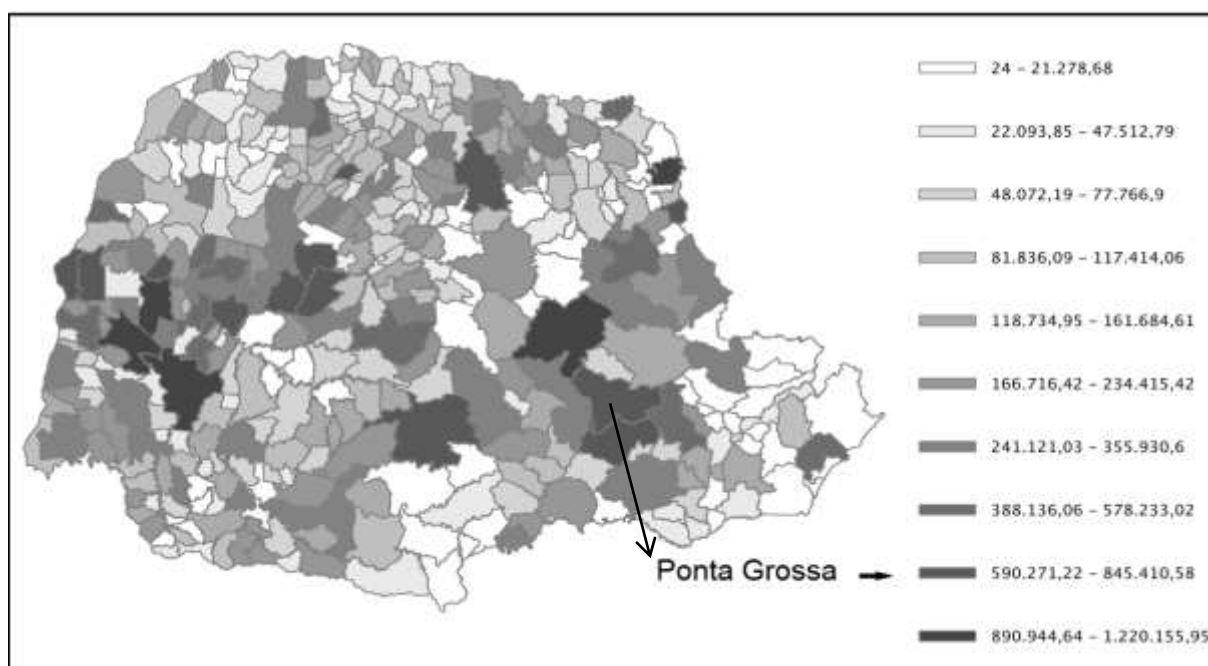 24 – 21.278,68
22.093,85 – 47.512,79
48.072,19 – 77.766,9
81.836,09 – 117.414,06
118.734,95 – 161.684,61
166.716,42 – 234.415,42
241.121,03 – 355.930,6
388.136,06 – 578.233,02
Ponta Grossa
590.271,22 – 845.410,58
890.944,64 – 1.220.155,95